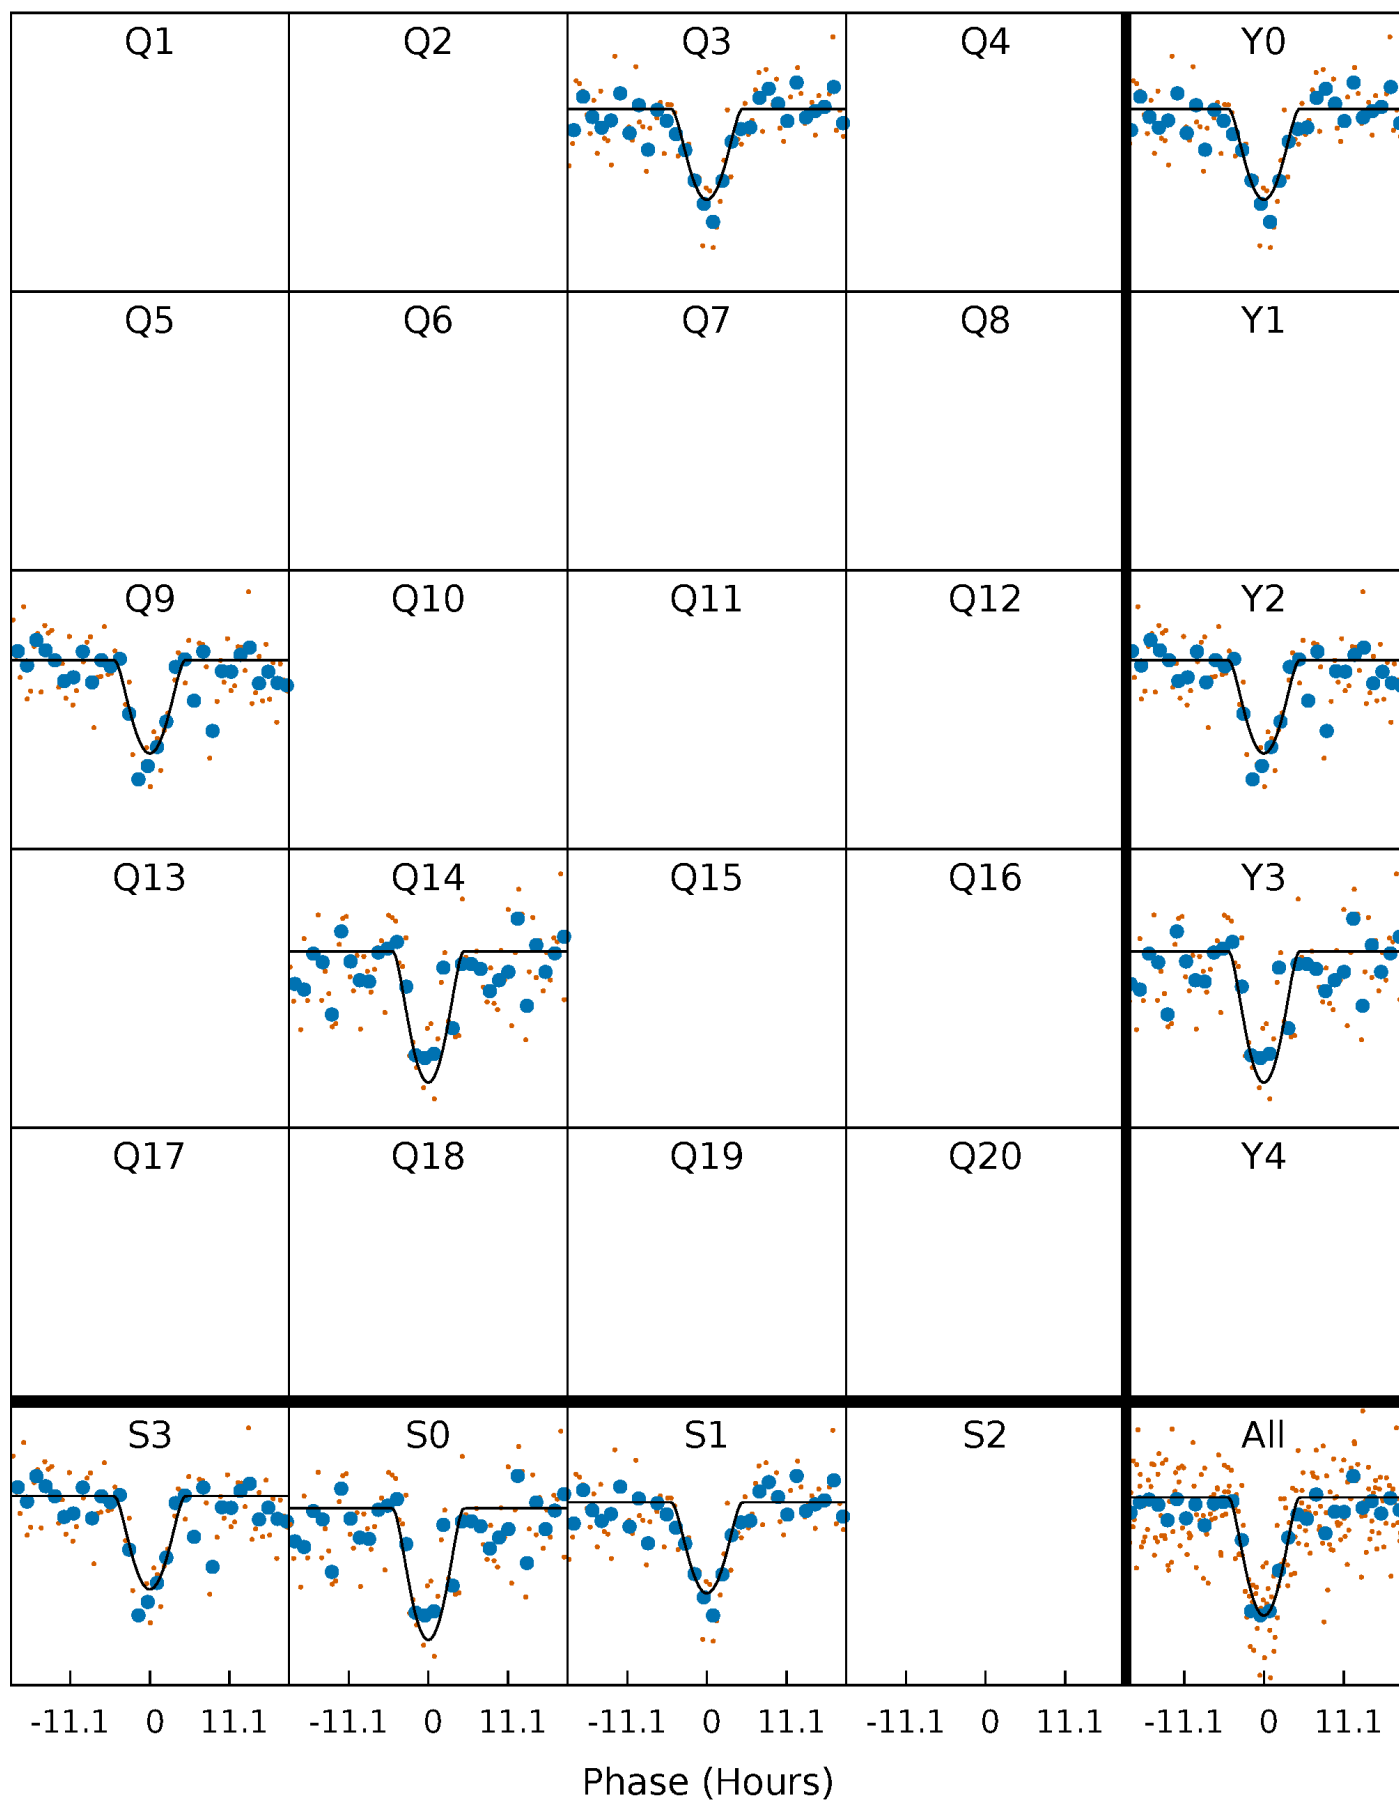 Q1 Q2 Q3 Q4 Y0
Q5 Q6 Q7 Q8 Y1
Q9 Q10 Q11 Q12 Y2
Q13 Q14 Q15 Q16 Y3
Q17 Q18 Q19 Q20 Y4
S3 S0 S1 S2 All
-11.1 0 11.1 -11.1 0 11.1 -11.1 0 11.1 -11.1 0 11.1 -11.1 0 11.1
Phase (Hours)